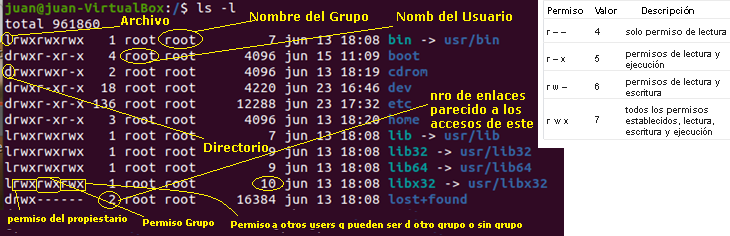 juan@juan-VirtualBox:/$ ls -l
total 961860
Archivo
Nombre del Grupo
Nomb del Usuario
lrwxrwxrwx 1 root root 7 jun 13 18:08 bin -> usr/bin
drwxr-xr-x 4 root root 4096 jun 15 11:09 boot
drwxrwxr-x 2 root root 4096 jun 13 18:19 cdrom
drwxr-xr-x 18 root root 4220 jun 23 16:46 dev
drwxr-xr-x 136 root root 12288 jun 23 17:32 etc
drwxr-xr-x 3 root root 4096 jun 13 18:20 home
lrwxrwxrwx 1 root root 7 jun 13 18:08 lib -> usr/lib
lrwxrwxrwx 1 root root 9 jun 13 18:08 lib32 -> usr/lib32
lrwxrwxrwx 1 root root 9 jun 13 18:08 lib64 -> usr/lib64
lrwxrwxrwx 1 root root 10 jun 13 18:08 libx32 -> usr/libx32
drwx------ 2 root root 16384 jun 13 18:08 lost+found
nro de enlaces
parecido a los
accesos de este
Directorio
permiso del propiestario
Permiso Grupo
Permiso a otros users q pueden ser d otro grupo o sin grupo
Permiso Valor Descripción
r – – 4 solo permiso de lectura
r – x 5 permisos de lectura y
ejecución
r w – 6 permisos de lectura y
escritura
r w x 7 todos los permisos
establecidos, lectura,
escritura y ejecución